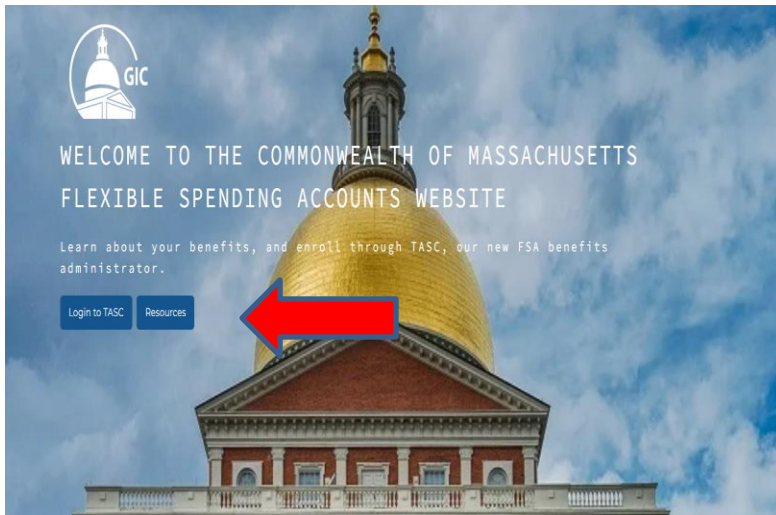 GIC
WELCOME TO THE COMMONWEALTH OF MASSACHUSETTS
FLEXIBLE SPENDING ACCOUNTS WEBSITE
Learn about your benefits, and enroll through TASC, our new FSA benefits
administrator.
Login to TASC Resources